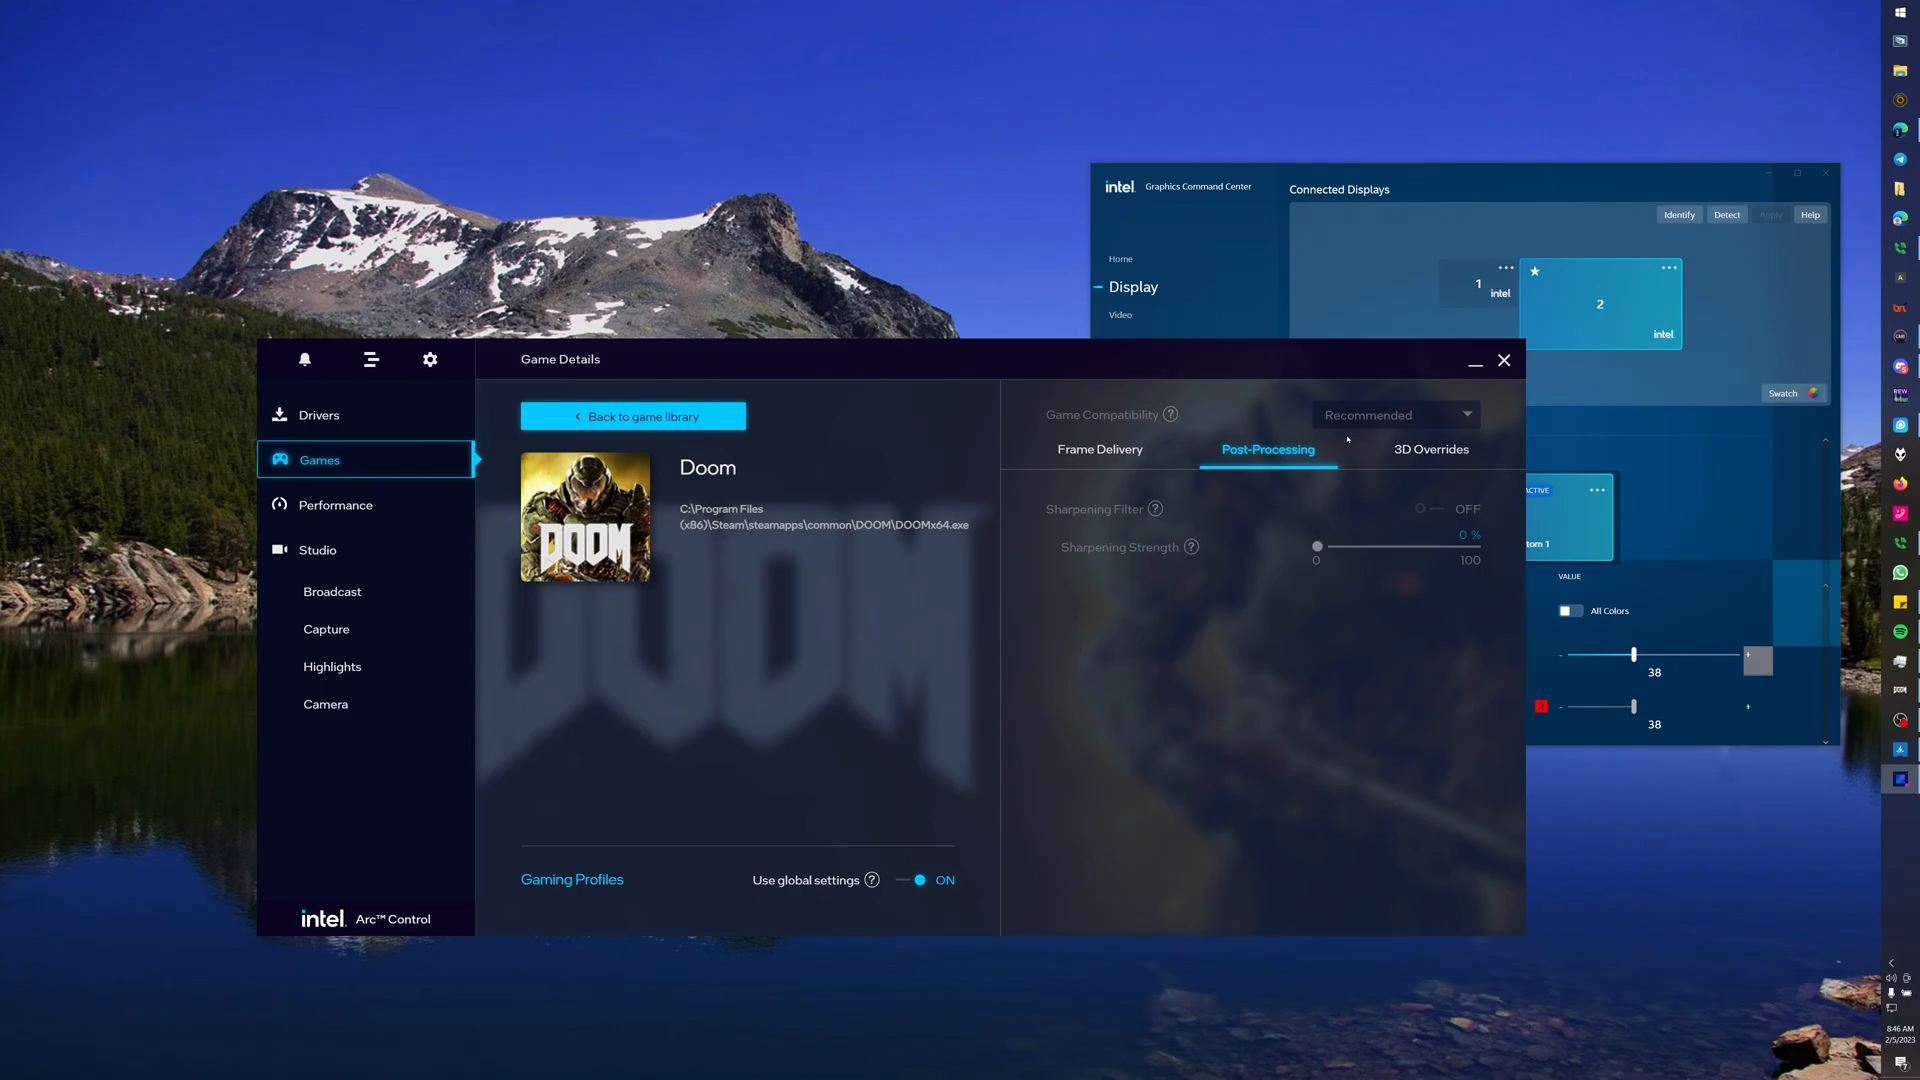 intel. Graphics Command Center
Connected Displays
Identify
Detect
Apply
Help
Home
Display
Video
1
intel
2
intel.
Swatch
ACTIVE
tom 1
VALUE
All Colors
-
+
38
-
+
38
Game Details
Drivers
Games
Performance
Studio
Broadcast
Capture
Highlights
Camera
intel. Arc™ Control
Back to game library
DOOM
Doom
C:\Program Files
(x86)\Steam\steamapps\common\DOOM\DOOMx64.exe
DOOM
Gaming Profiles
Use global settings ?
ON
Game Compatibility ?
Recommended
Frame Delivery
Post-Processing
3D Overrides
Sharpening Filter ?
OFF
Sharpening Strength ?
0 %
0
100
8:46 AM
2/5/2023